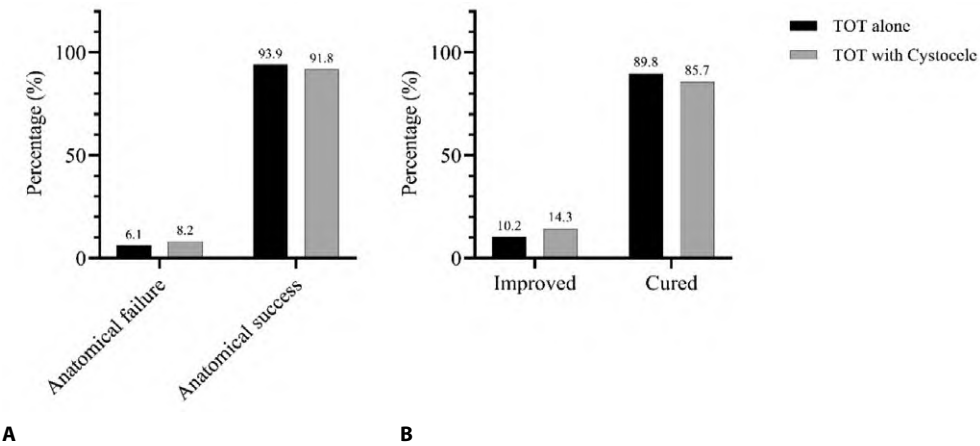 TOT alone
TOT with Cystocele
Percentage (%)
100
50
0
6.1
8.2
93.9
91.8
Anatomical failure
Anatomical success
A
Percentage (%)
100
50
0
10.2
14.3
89.8
85.7
Improved
Cured
B